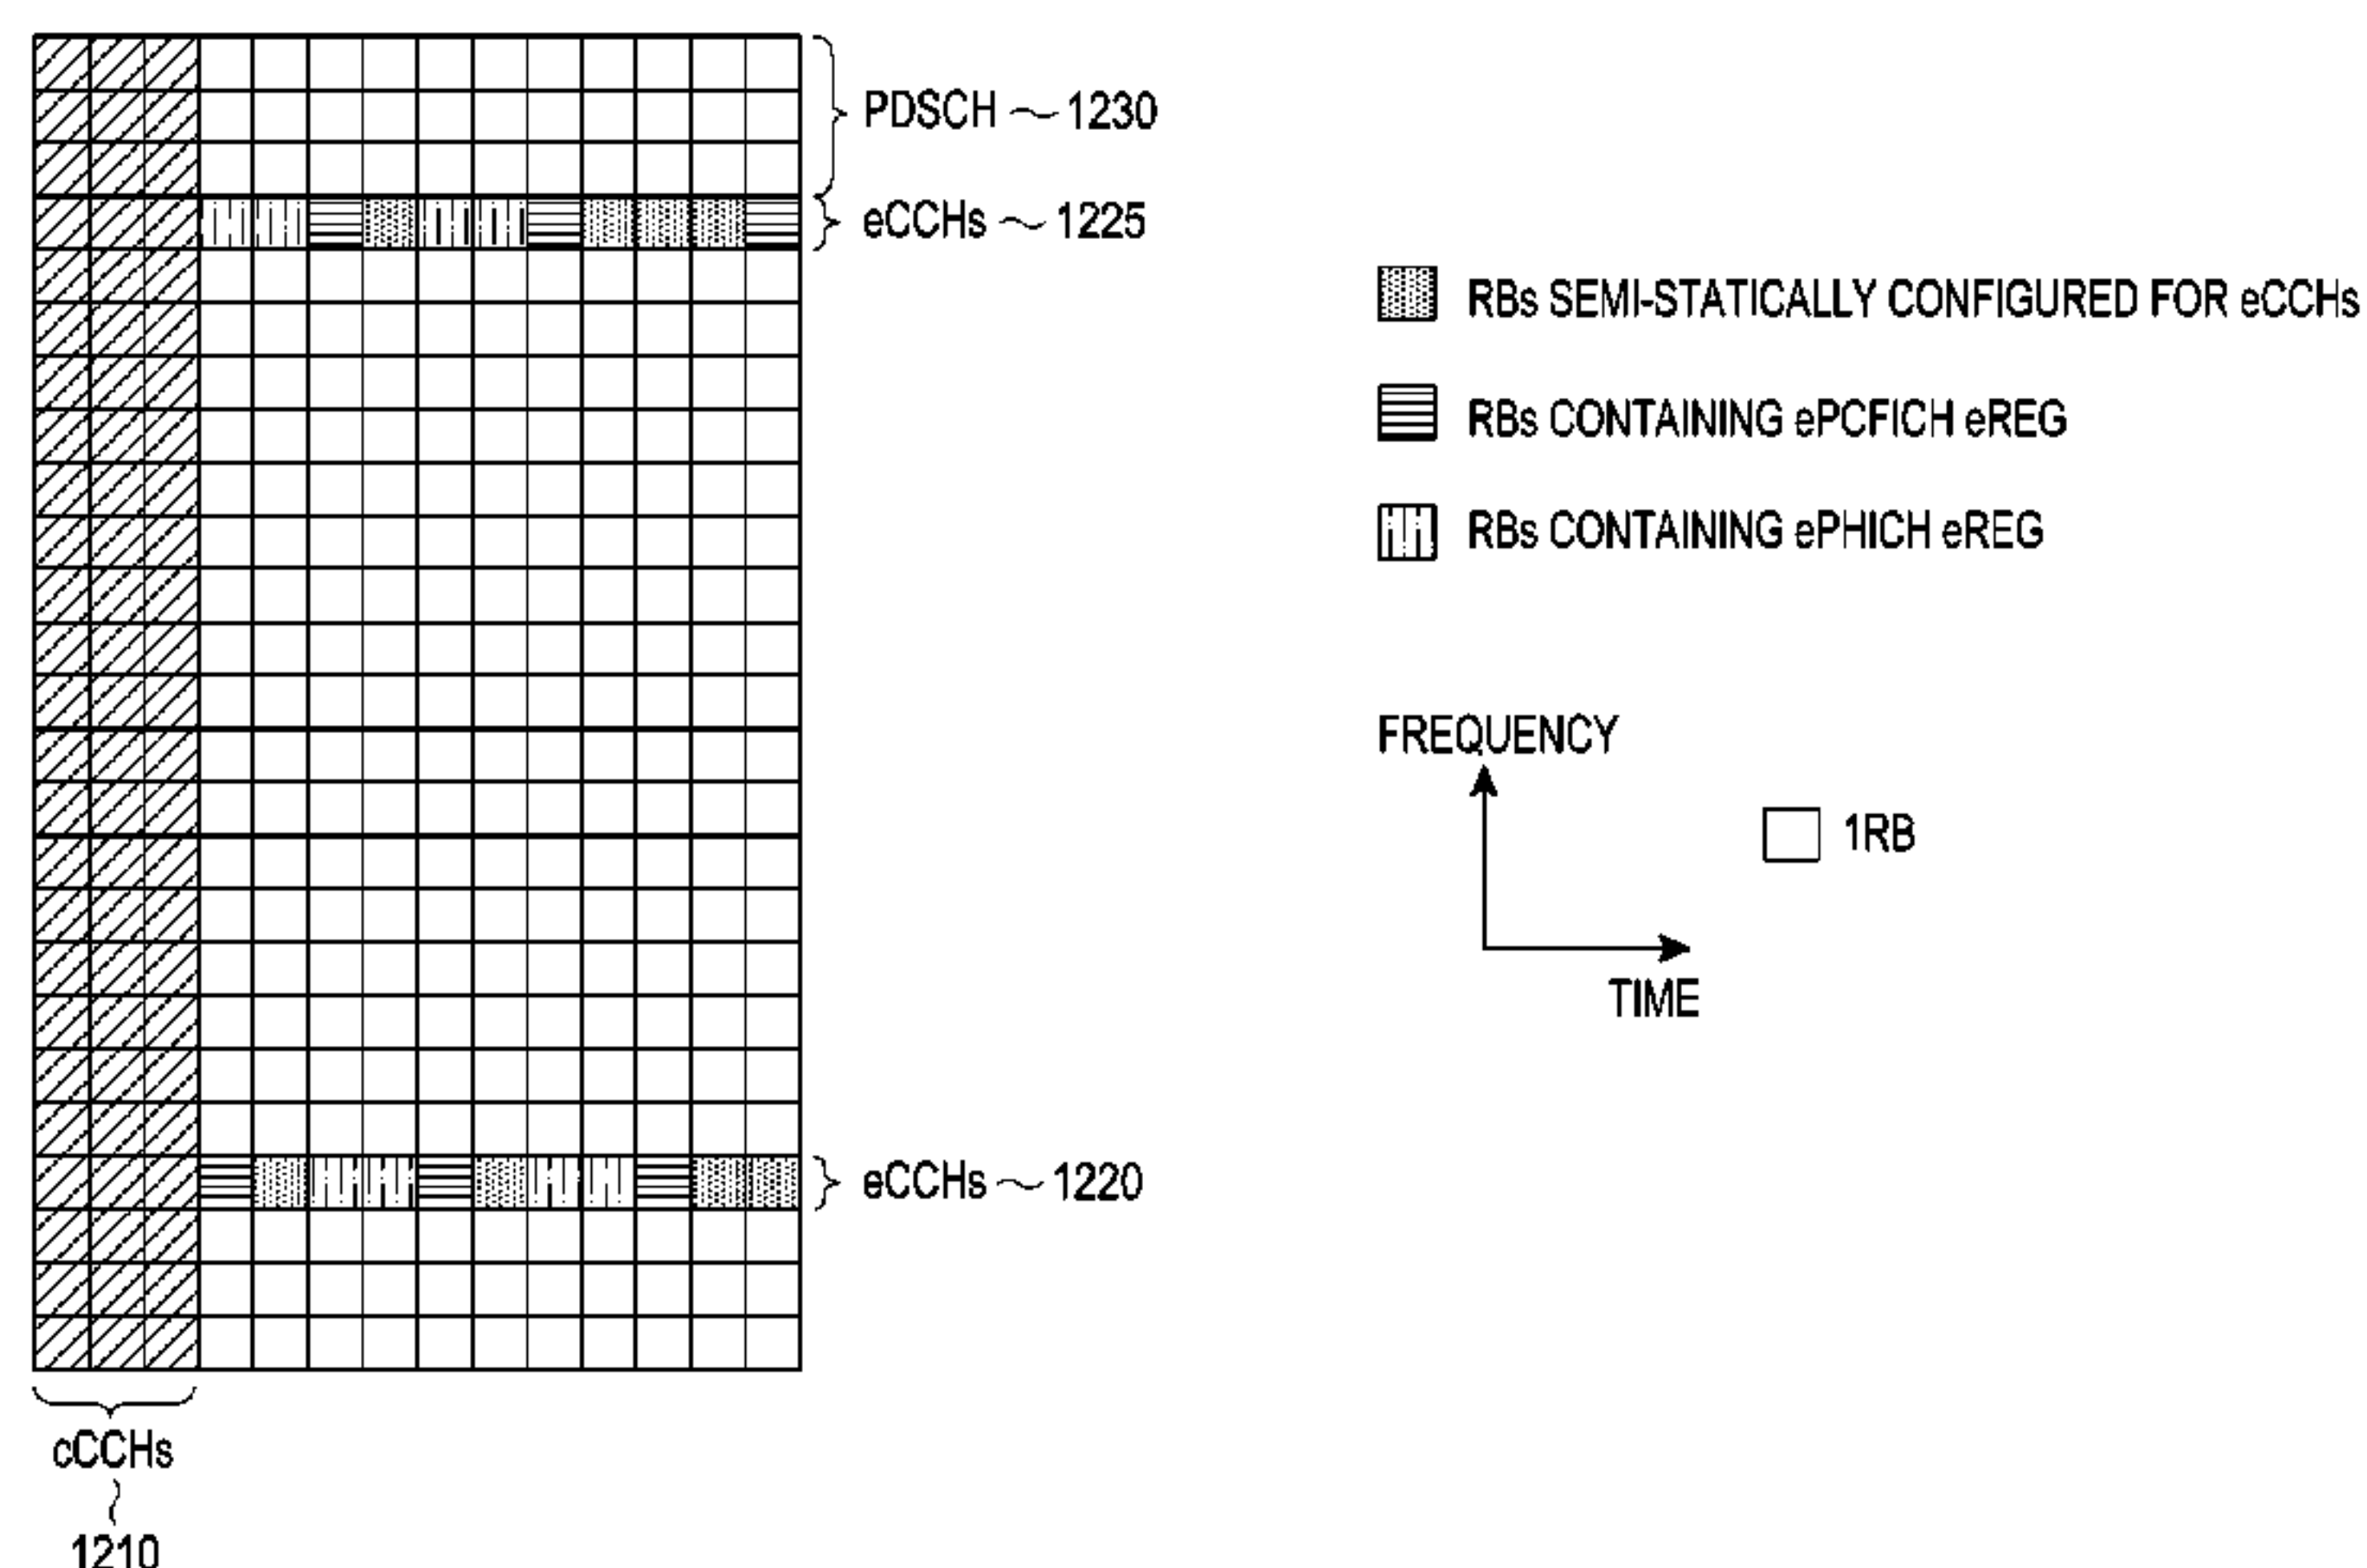 PDSCH 1230
eCCHs 1225
RBs SEMI-STATICALLY CONFIGURED FOR eCCHs
RBs CONTAINING ePCFICH eREG
RBs CONTAINING ePHICH eREG
FREQUENCY
1RB
TIME
eCCHs 1220
cCCHs
1210